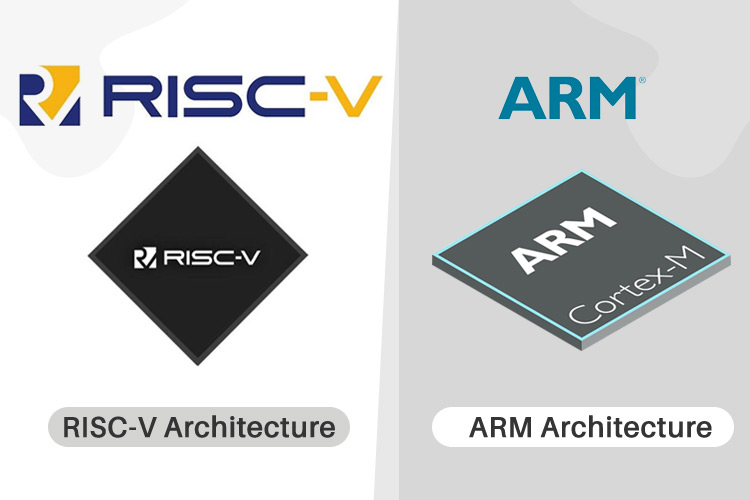 RISC-V
RISC-V
RISC-V Architecture
ARM®
ARM
Cortex-M
ARM Architecture